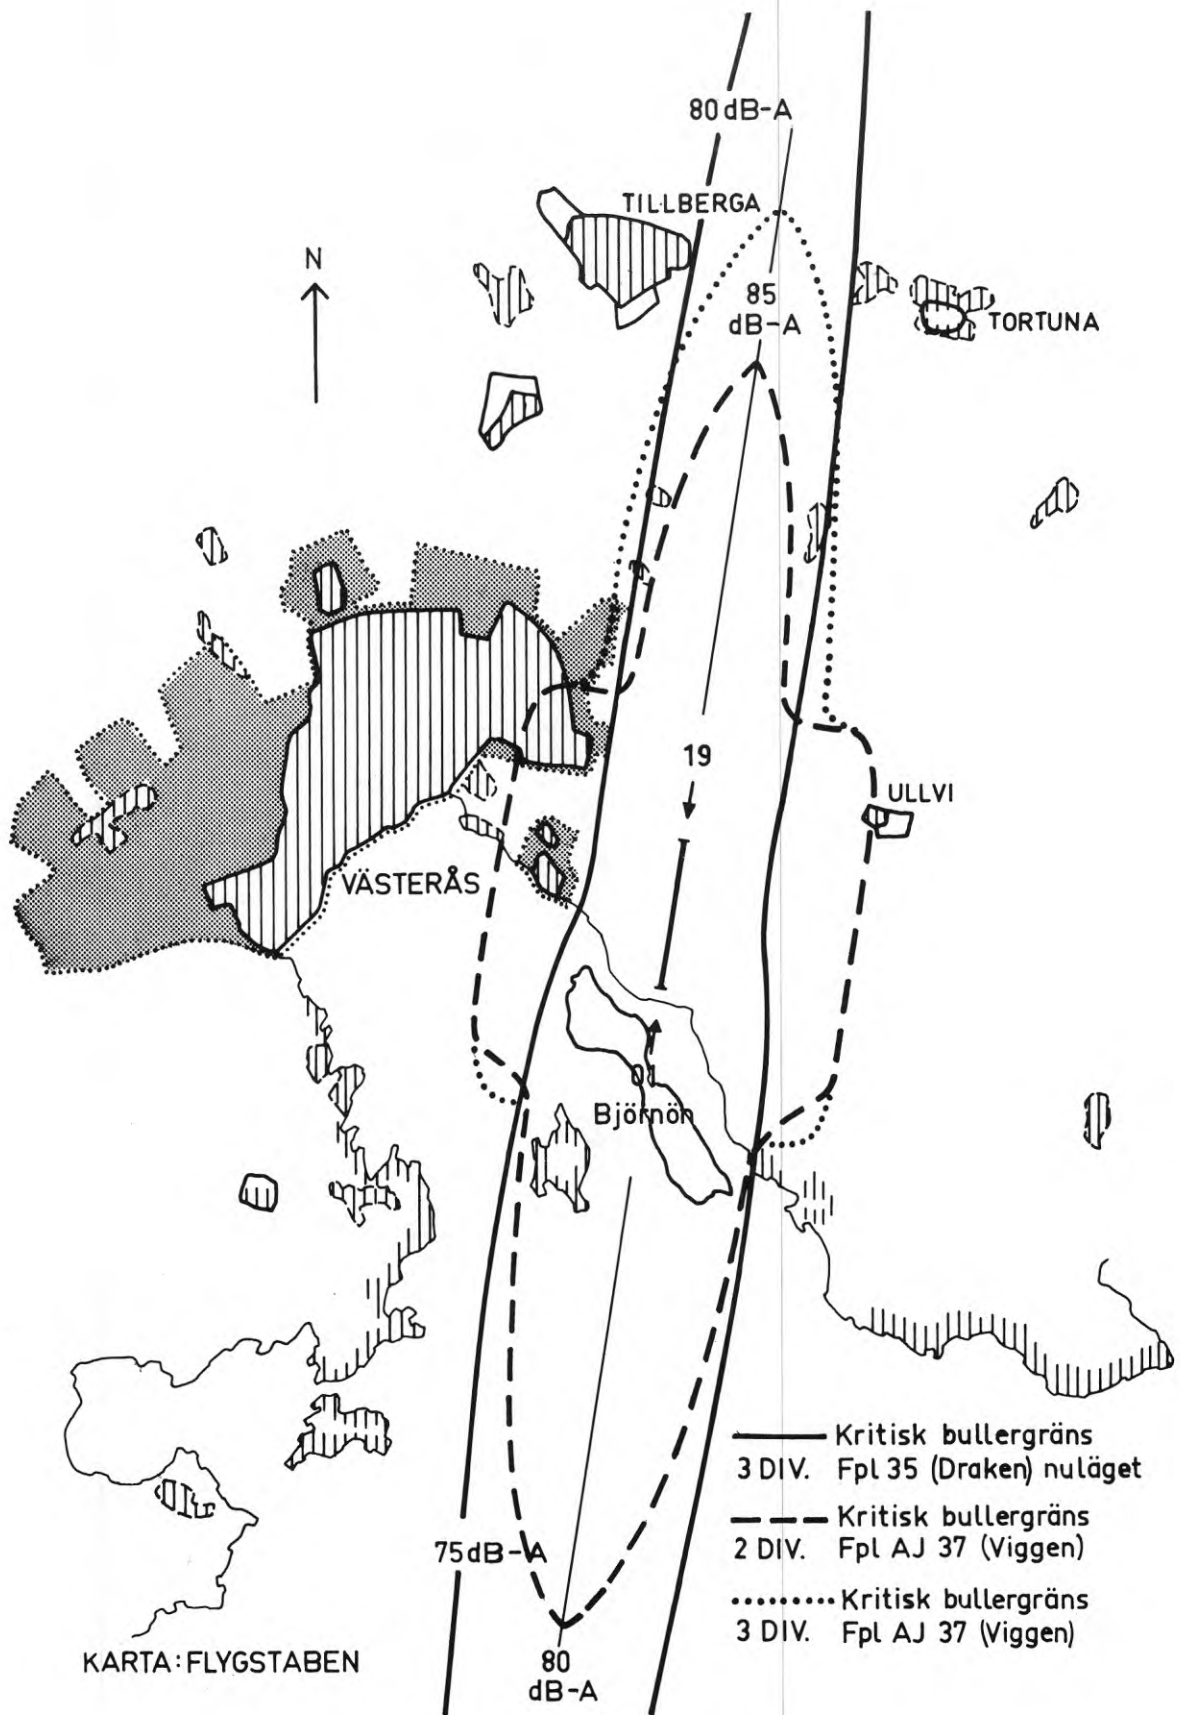 80 dB-A
TILLBERGA
N
85
dB-A
TORTUNA
19
ULLVI
VÄSTERÅS
01
Björnön
Kritisk bullergräns
3 DIV. Fpl 35 (Draken) nuläget
Kritisk bullergräns
2 DIV. Fpl AJ 37 (Viggen)
75 dB-A
Kritisk bullergräns
3 DIV. Fpl AJ 37 (Viggen)
KARTA: FLYGSTABEN
80
dB-A